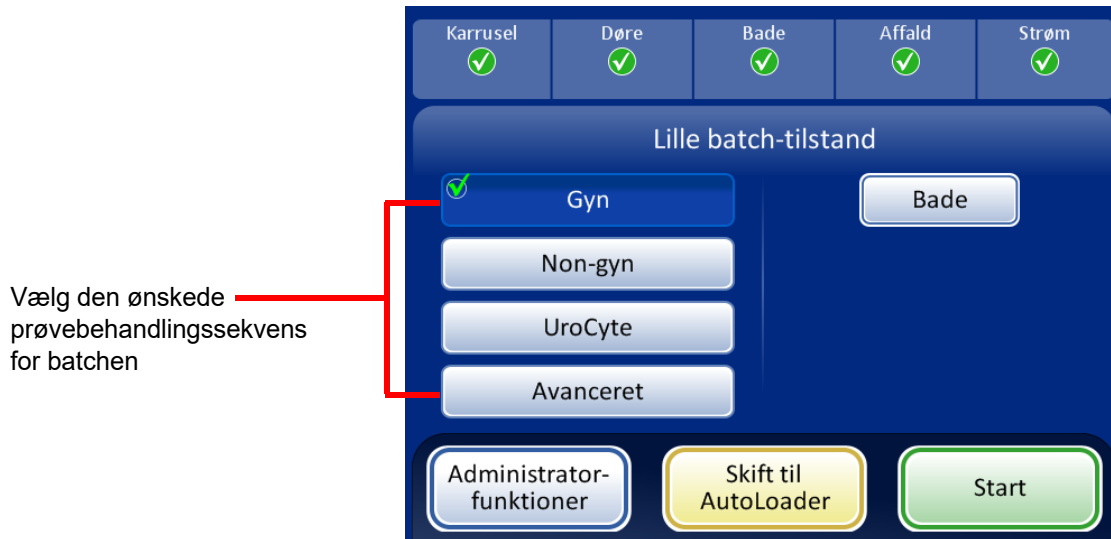 Karrusel
Døre
Bade
Affald
Strøm
Lille batch-tilstand
Gyn
Bade
Non-gyn
UroCyte
Avanceret
Vælg den ønskede
prøvebehandlingssekvens
for batchen
Administrator-
funktioner
Skift til
AutoLoader
Start